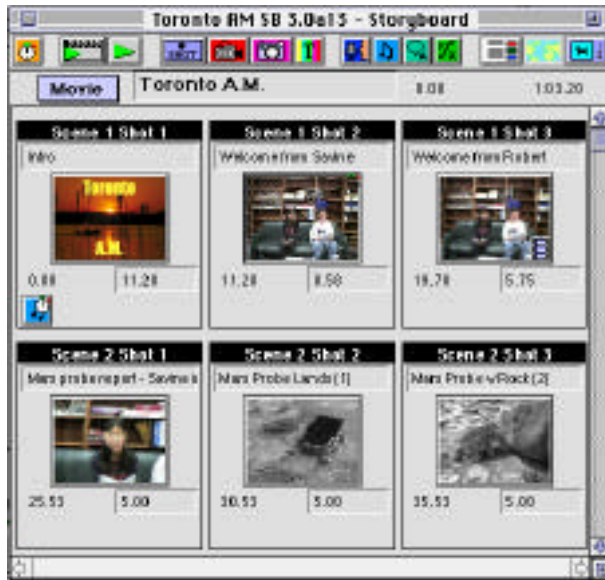 Toronto AM SB 3.0a13 - Storyboard
Movie
Toronto A.M.
0.00
1:03.20
Scene 1 Shot 1
Scene 1 Shot 2
Scene 1 Shot 3
Intro
Welcome from Savine
Welcome from Robert
Toronto
A.M.
0.00
11.20
11.20
8.58
19.78
5.75
Scene 2 Shot 1
Scene 2 Shot 2
Scene 2 Shot 3
Mars probe report - Savine
Mars Probe Lands (1)
Mars Probe w/Rock (2)
25.53
5.00
30.53
5.00
35.53
5.00